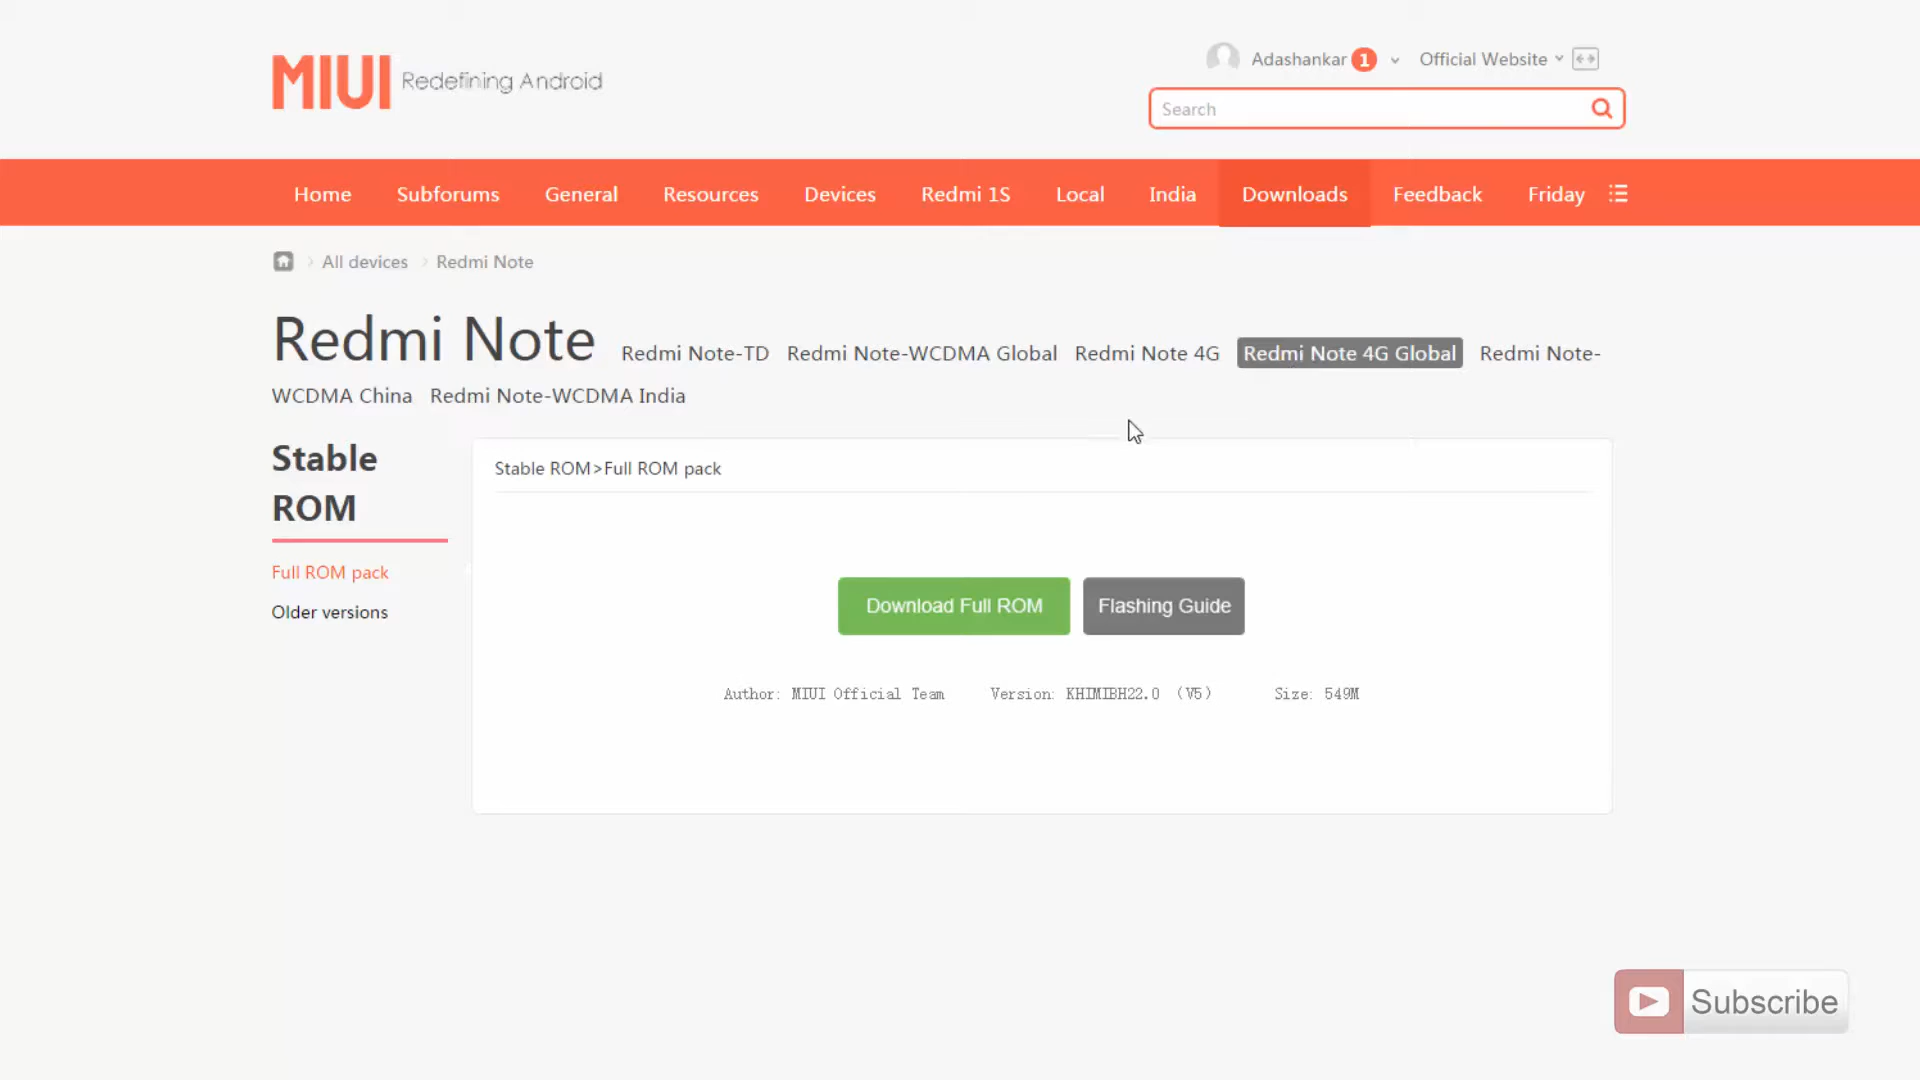 MIUI Redefining Android
Adashankar 1 Official Website
Search
Home Subforums General Resources Devices Redmi 1S Local India Downloads Feedback Friday
All devices Redmi Note
Redmi Note Redmi Note-TD Redmi Note-WCDMA Global Redmi Note 4G Redmi Note 4G Global Redmi Note-
WCDMA China Redmi Note-WCDMA India
Stable
ROM
Full ROM pack
Older versions
Stable ROM>Full ROM pack
Download Full ROM Flashing Guide
Author: MIUI Official Team Version: KHIMIBH22.0 (V5) Size: 549M
Subscribe